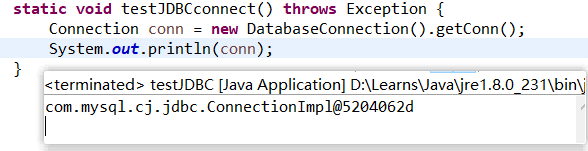 static void testJDBCconnect() throws Exception {
Connection conn = new DatabaseConnection().getConn();
System.out.println(conn);
}
<terminated> testJDBC [Java Application] D:\Learns\Java\jre1.8.0_231\bin\j
com.mysql.cj.jdbc.ConnectionImpl@5204062d